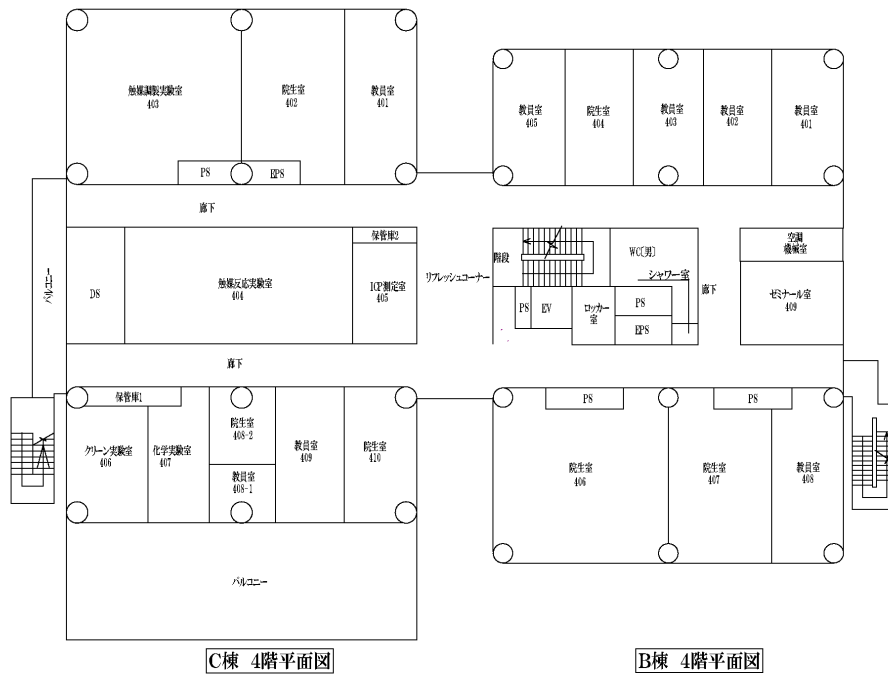 触媒調製実験室
403
院生室
402
教員室
401
PS
EPS
教員室
405
院生室
404
教員室
403
教員室
402
教員室
401
廊下
バルコニー
DS
触媒反応実験室
404
保管庫2
ICP測定室
405
リフレッシュコーナー
階段
WC[男]
シャワー室
PS
EV
ロッカー
室
PS
EPS
廊下
空調
機械室
ゼミナール室
409
廊下
保管庫1
クリーン実験室
406
化学実験室
407
院生室
408-2
教員室
408-1
教員室
409
院生室
410
PS
PS
院生室
406
院生室
407
教員室
408
バルコニー
C棟 4階平面図
B棟 4階平面図